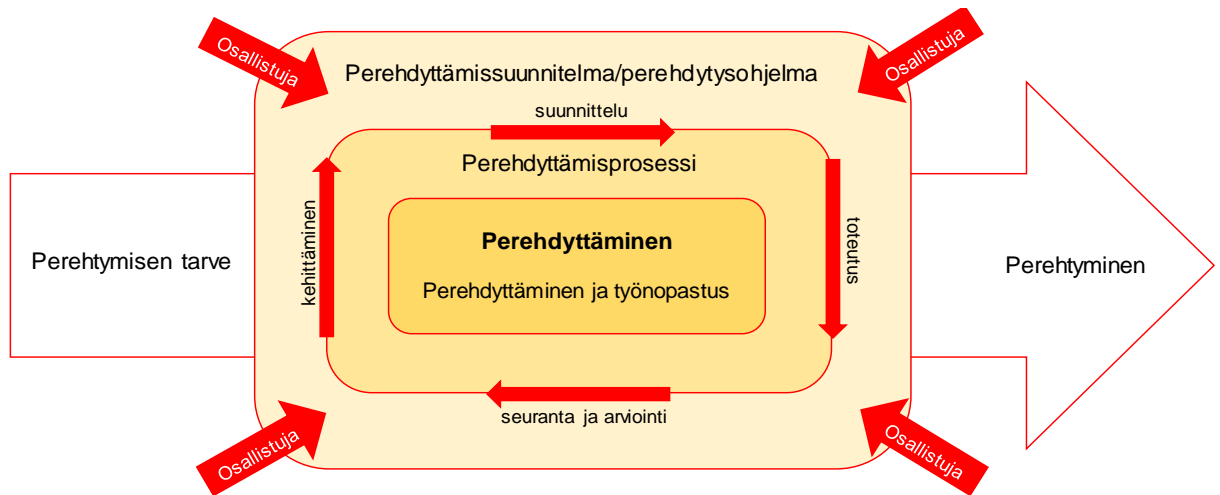 Osallistuja
Osallistuja
Perehdyttämissuunnitelma/perehdytysohjelma
suunnittelu
Perehdyttämisprosessi
kehittäminen
Perehdyttäminen
Perehdyttäminen ja työnopastus
toteutus
Perehtymisen tarve
Perehtyminen
seuranta ja arviointi
Osallistuja
Osallistuja